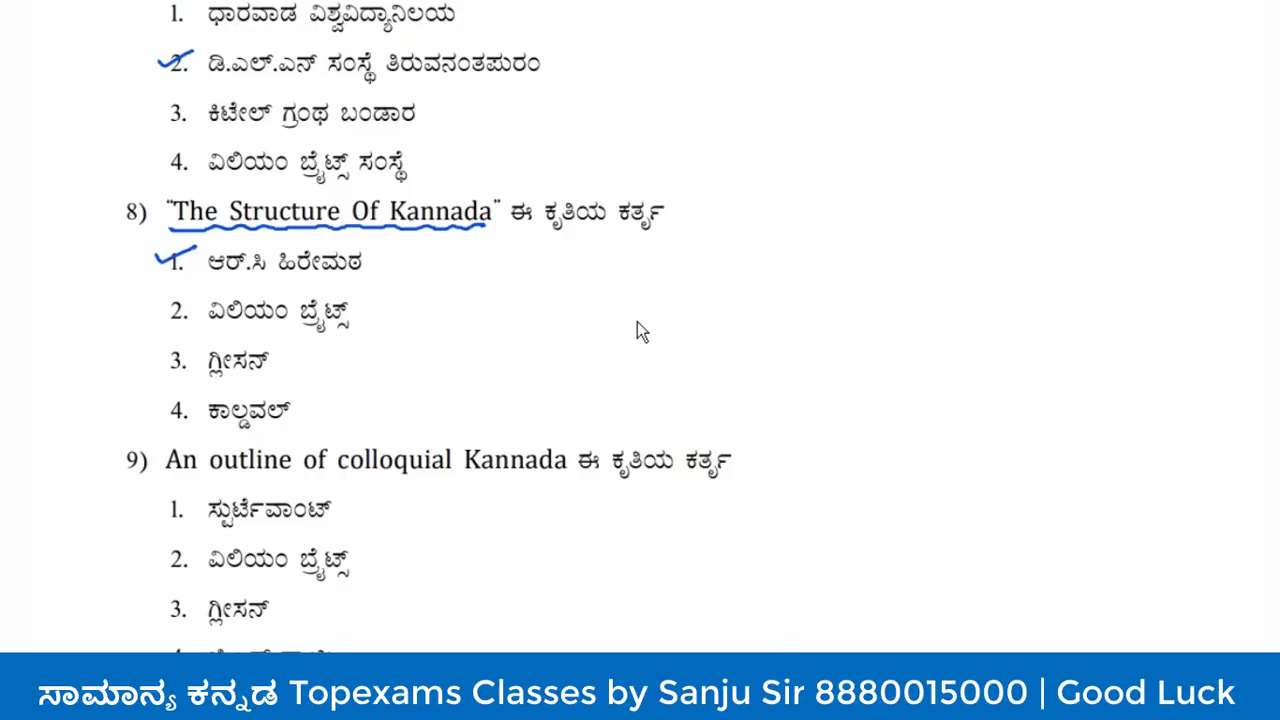 1. ಧಾರವಾಡ ವಿಶ್ವವಿದ್ಯಾನಿಲಯ
2. ಡಿ.ಎಲ್.ಎನ್ ಸಂಸ್ಥೆ ತಿರುವನಂತಪುರಂ
3. ಕಿಟೇಲ್ ಗ್ರಂಥ ಬಂಡಾರ
4. ವಿಲಿಯಂ ಬ್ರೈಟ್ಸ್ ಸಂಸ್ಥೆ
8) "The Structure Of Kannada" ಈ ಕೃತಿಯ ಕರ್ತೃ
1. ಆರ್.ಸಿ ಹಿರೇಮಠ
2. ವಿಲಿಯಂ ಬ್ರೈಟ್ಸ್
3. ಗ್ಲೀಸನ್
4. ಕಾಲ್ಡವಲ್
9) An outline of colloquial Kannada ಈ ಕೃತಿಯ ಕರ್ತೃ
1. ಸ್ಪುರ್ಟೆವಾಂಟ್
2. ವಿಲಿಯಂ ಬ್ರೈಟ್ಸ್
3. ಗ್ಲೀಸನ್
ಸಾಮಾನ್ಯ ಕನ್ನಡ Topexams Classes by Sanju Sir 8880015000 | Good Luck